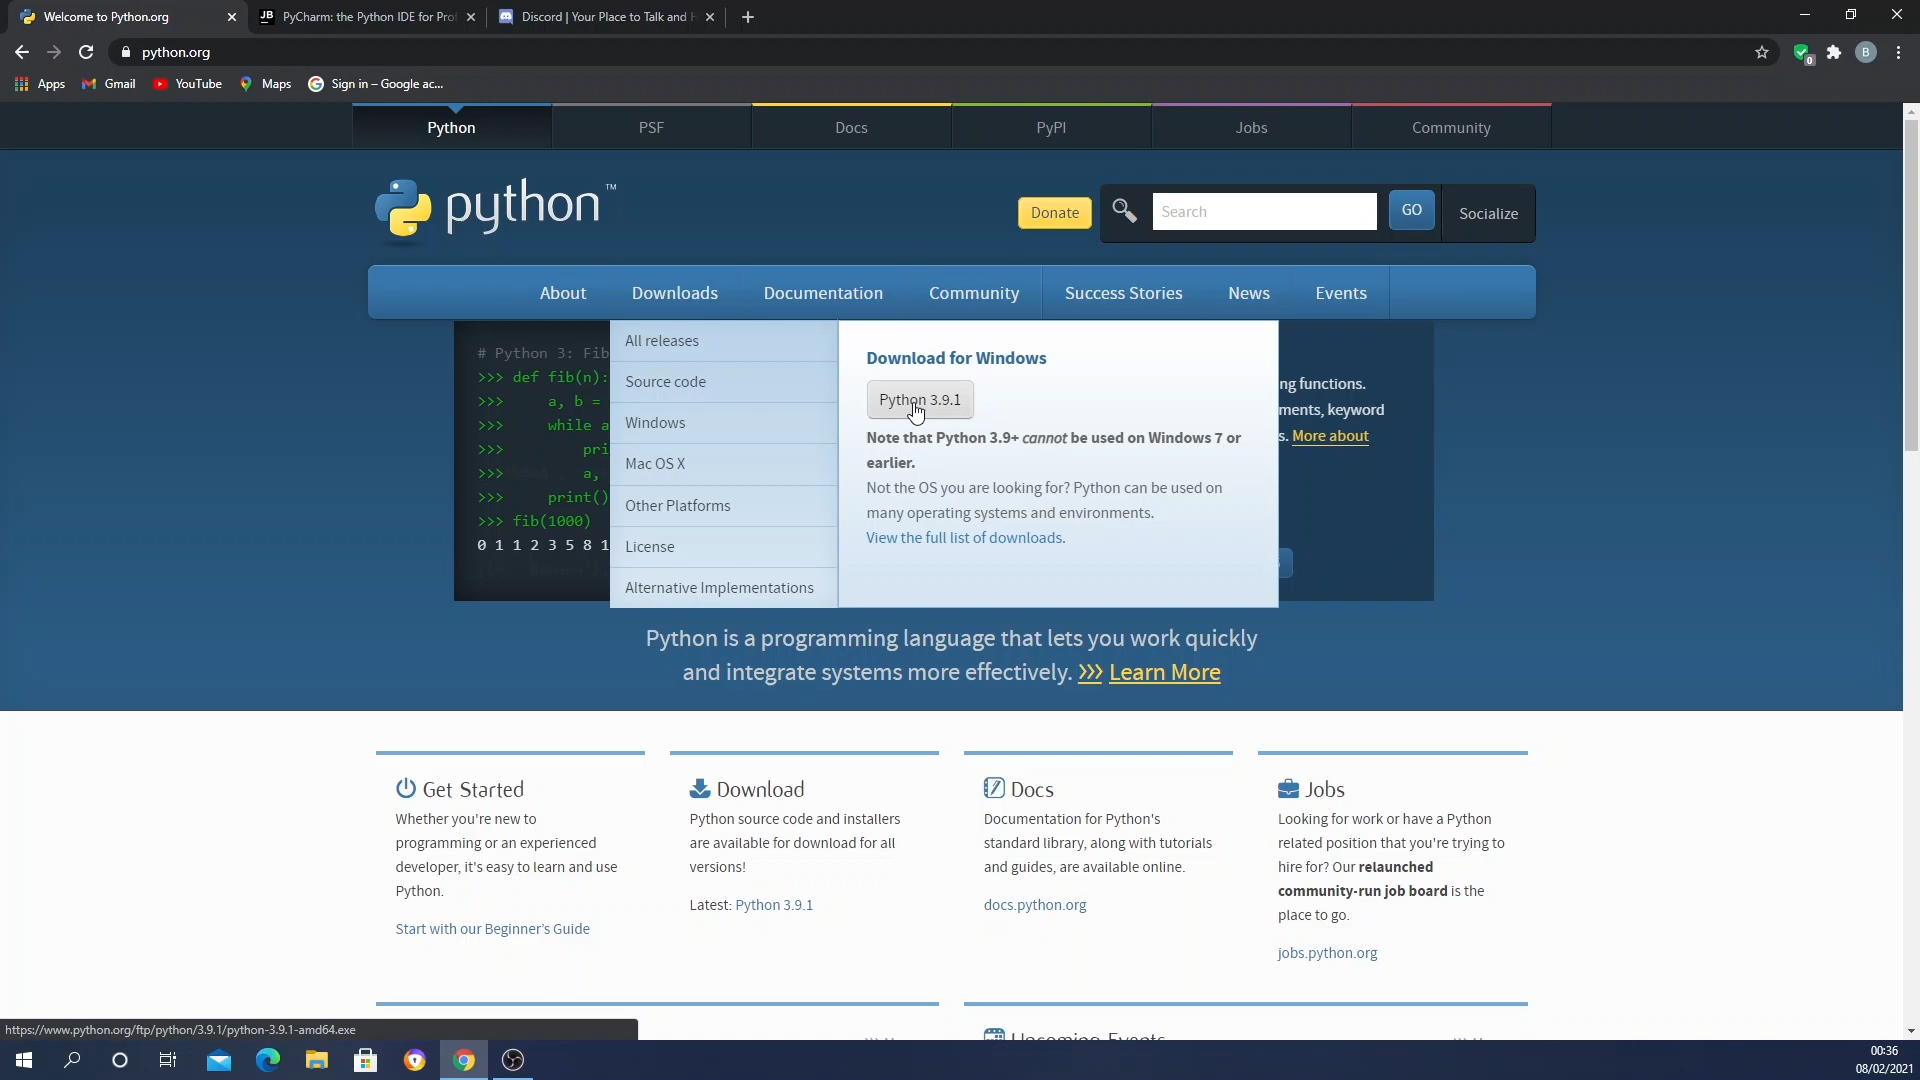 Welcome to Python.org
PyCharm: the Python IDE for Prof
Discord | Your Place to Talk and H
python.org
0
B
Apps
Gmail
YouTube
Maps
Sign in – Google ac...
Python
PSF
Docs
PyPI
Jobs
Community
python™
Donate
Search
GO
Socialize
About
Downloads
Documentation
Community
Success Stories
News
Events
# Python 3: Fib
>>> def fib(n):
>>> a, b =
>>> while a
>>> pri
>>> a,
>>> print()
>>> fib(1000)
0 1 1 2 3 5 8 1
All releases
Source code
Windows
Mac OS X
Other Platforms
License
Alternative Implementations
Download for Windows
Python 3.9.1
Note that Python 3.9+ cannot be used on Windows 7 or
earlier.
Not the OS you are looking for? Python can be used on
many operating systems and environments.
View the full list of downloads.
ng functions.
ments, keyword
s. More about
Python is a programming language that lets you work quickly
and integrate systems more effectively. >>> Learn More
Get Started
Whether you're new to
programming or an experienced
developer, it's easy to learn and use
Python.
Start with our Beginner's Guide
Download
Python source code and installers
are available for download for all
versions!
Latest: Python 3.9.1
Docs
Documentation for Python's
standard library, along with tutorials
and guides, are available online.
docs.python.org
Jobs
Looking for work or have a Python
related position that you're trying to
hire for? Our relaunched
community-run job board is the
place to go.
jobs.python.org
Upcoming Events
https://www.python.org/ftp/python/3.9.1/python-3.9.1-amd64.exe
00:36
08/02/2021